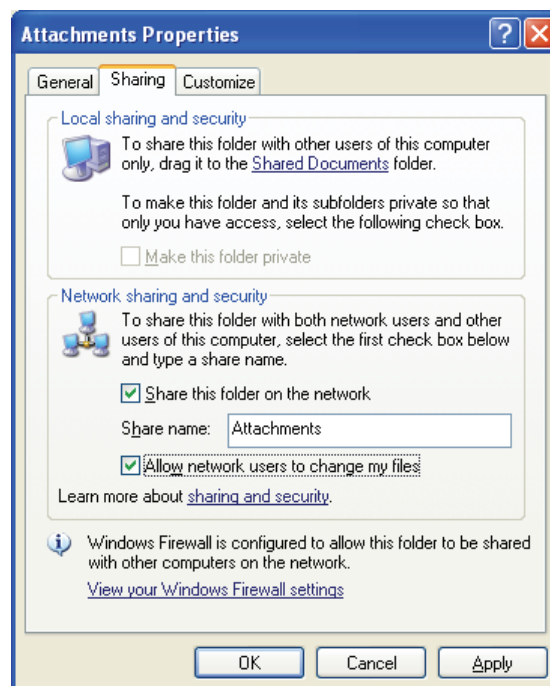 Attachments Properties
General Sharing Customize
Local sharing and security
To share this folder with other users of this computer
only, drag it to the Shared Documents folder.
To make this folder and its subfolders private so that
only you have access, select the following check box.
Make this folder private
Network sharing and security
To share this folder with both network users and other
users of this computer, select the first check box below
and type a share name.
Share this folder on the network
Share name: Attachments
Allow network users to change my files
Learn more about sharing and security.
Windows Firewall is configured to allow this folder to be shared
with other computers on the network.
View your Windows Firewall settings
OK Cancel Apply